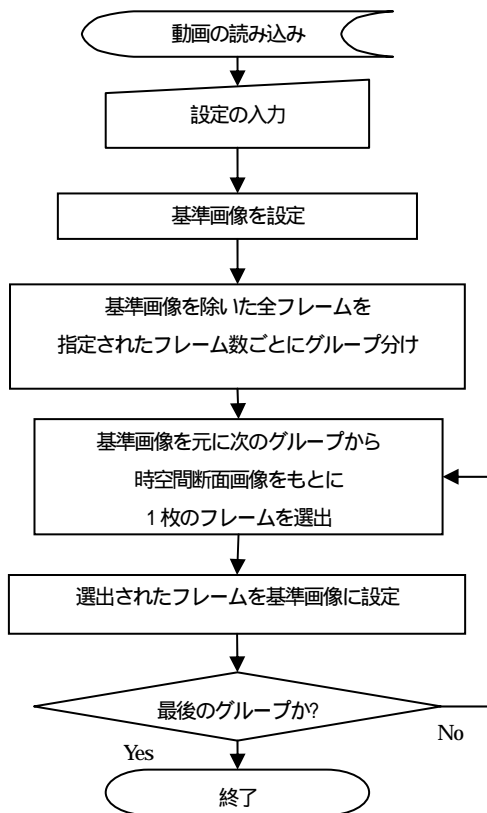 動画の読み込み
設定の入力
基準画像を設定
基準画像を除いた全フレームを
指定されたフレーム数ごとにグループ分け
基準画像を元に次のグループから
時空間断面画像をもとに
1枚のフレームを選出
選出されたフレームを基準画像に設定
最後のグループか?
No
Yes
終了